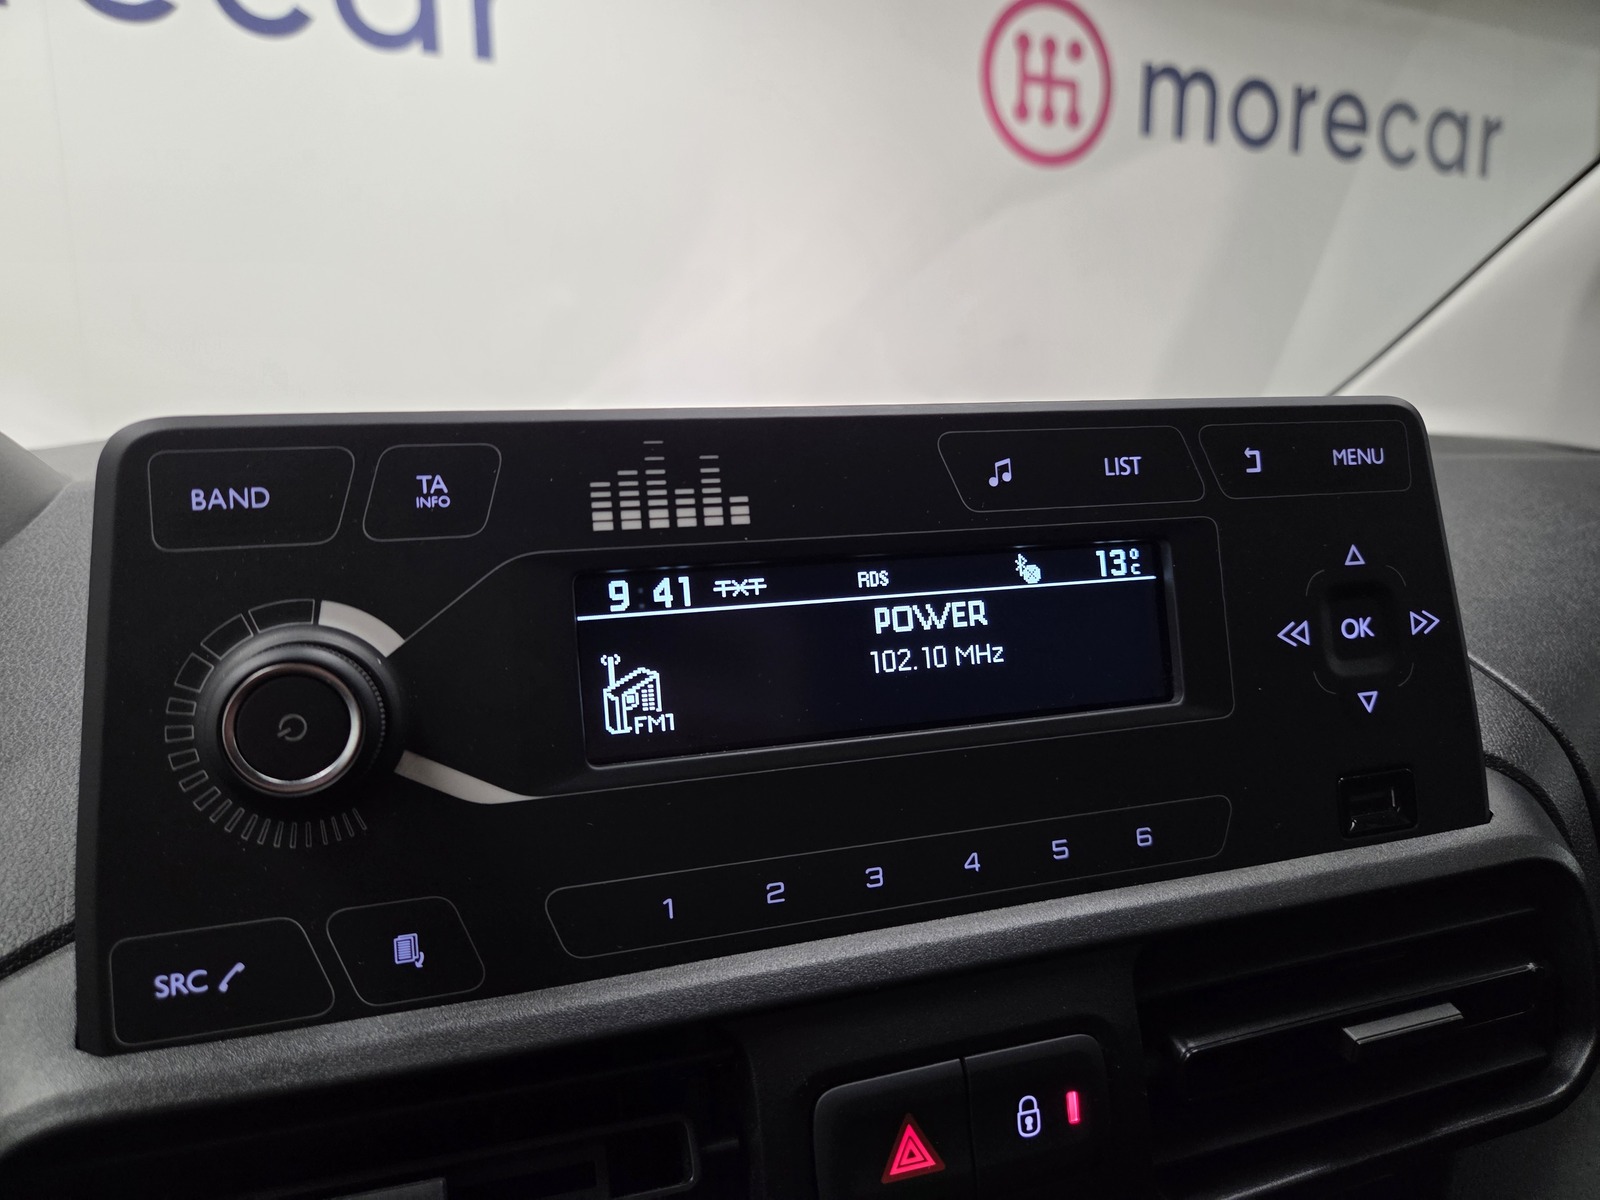 morecar
morecar
BAND
TA
INFO
LIST
MENU
9:41 TXT RDS 13°C
POWER
102.10 MHz
FM1
OK
1 2 3 4 5 6
SRC